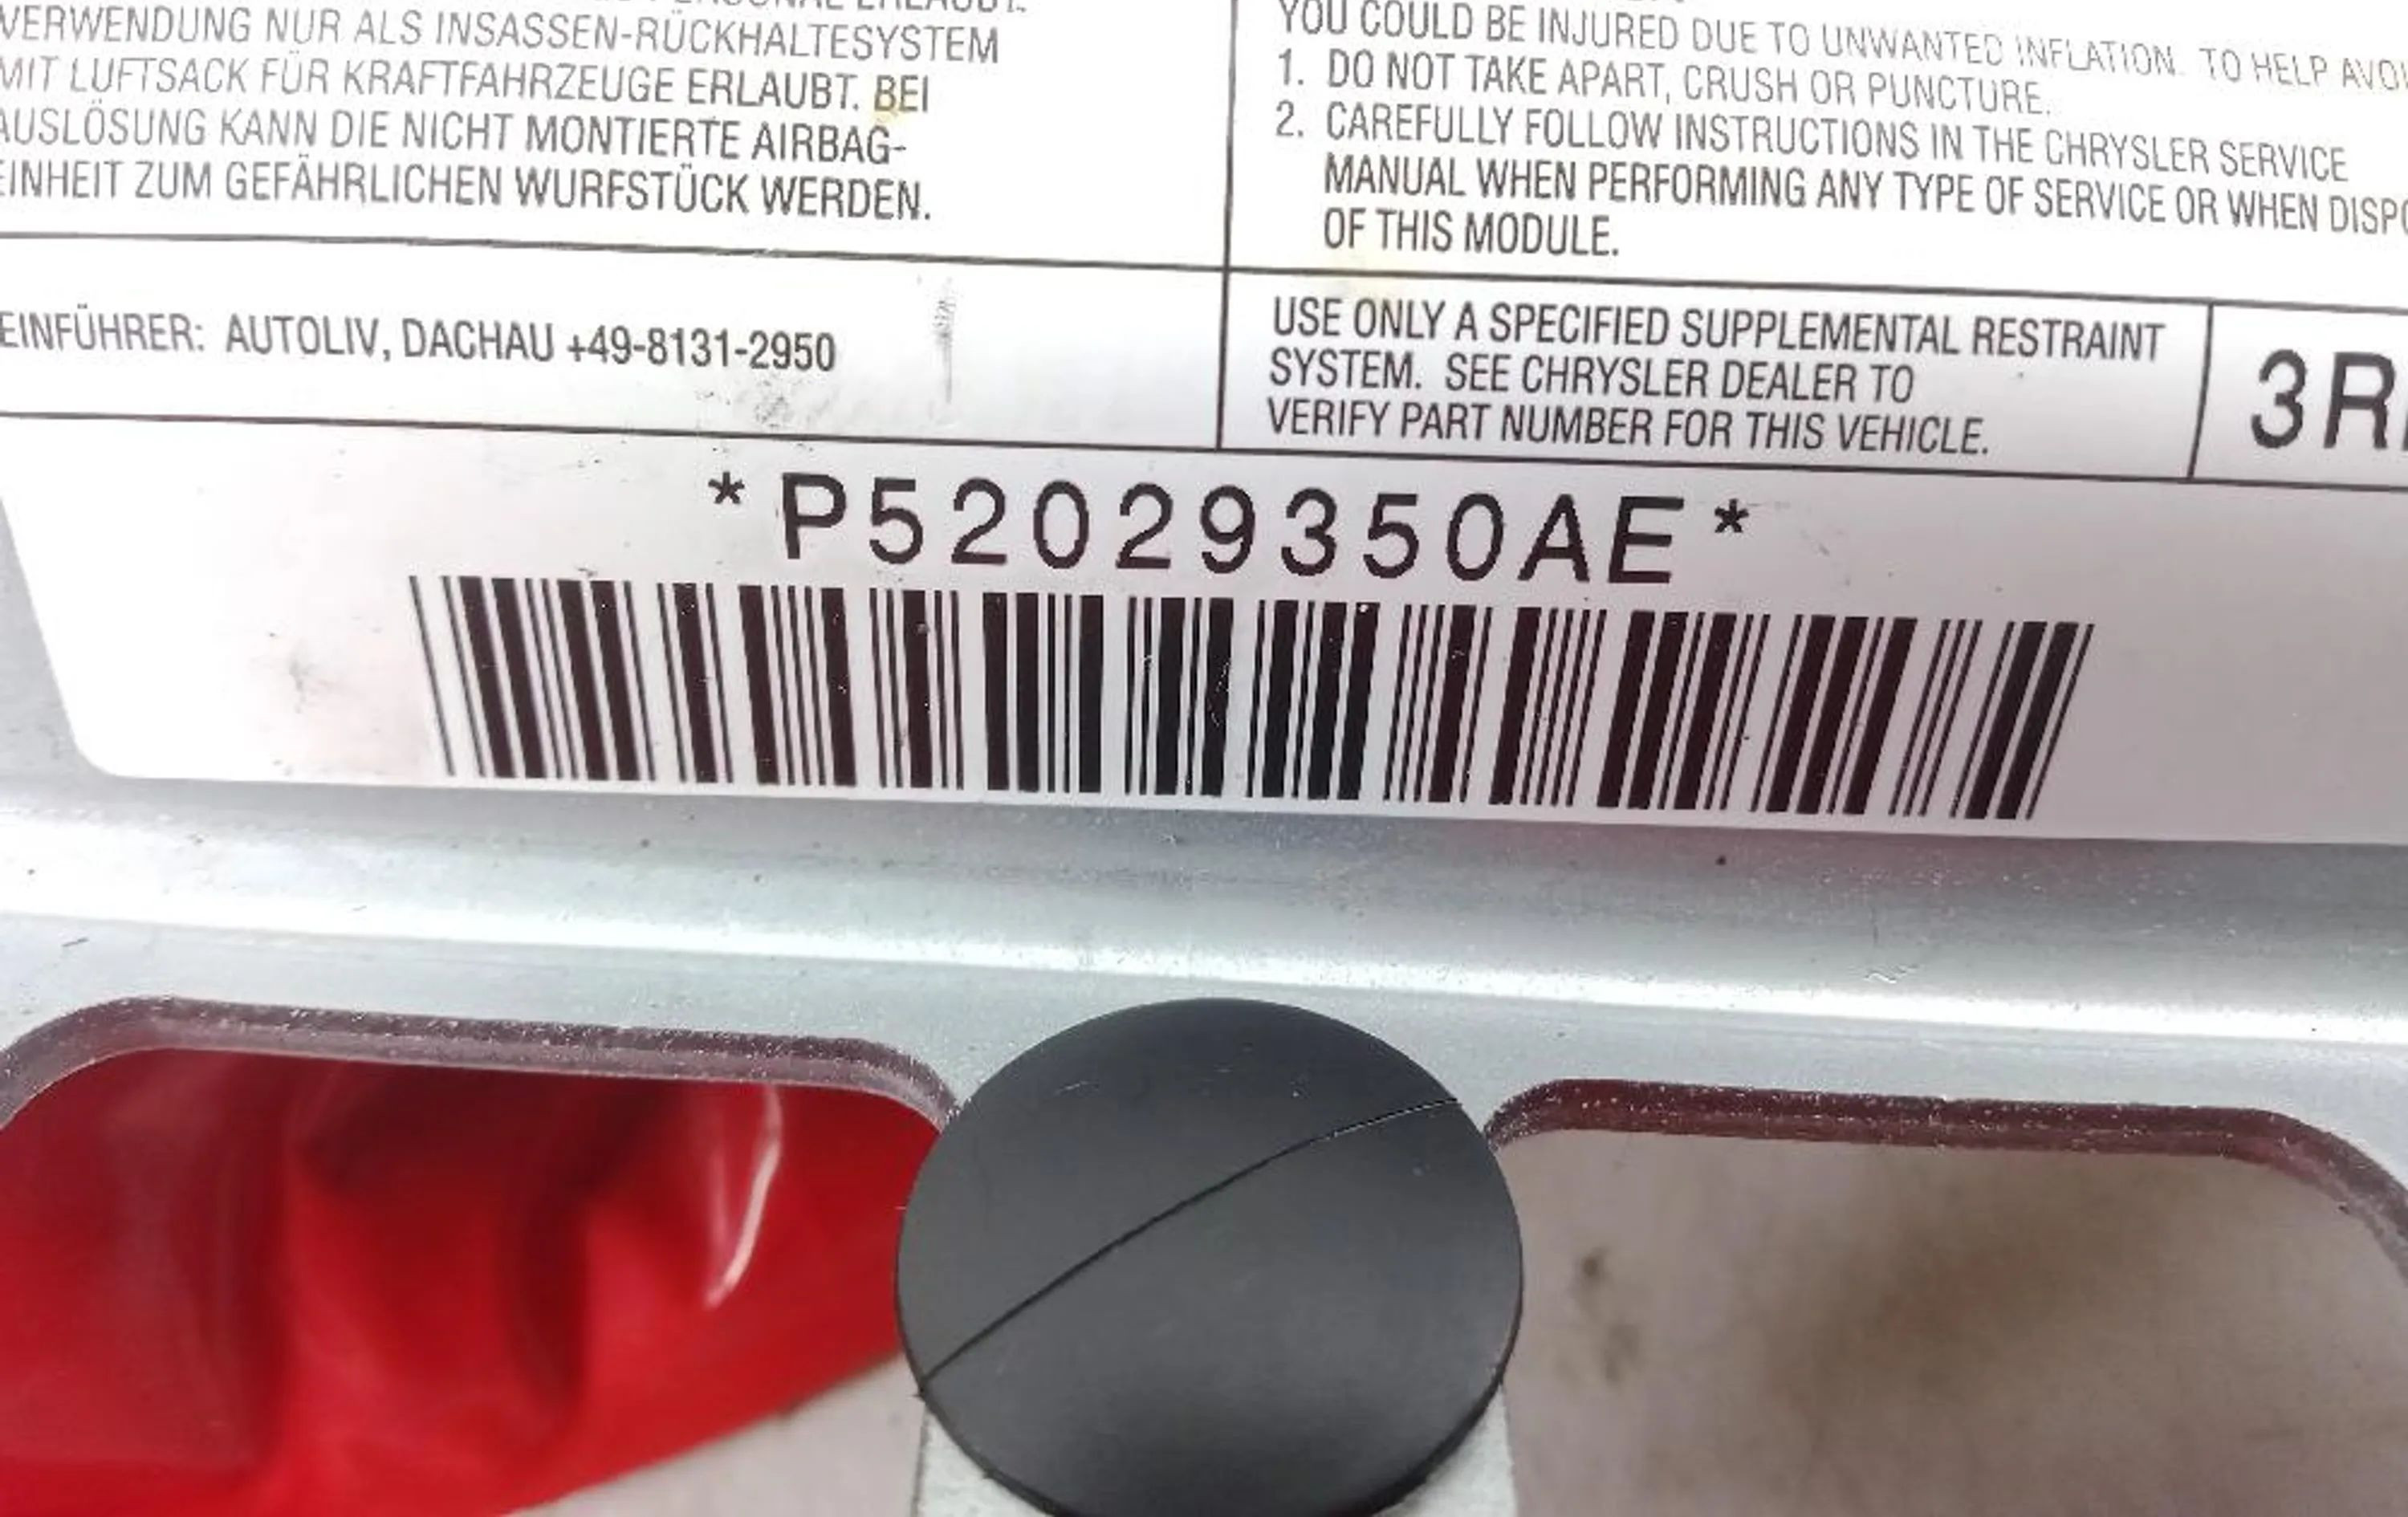 VERWENDUNG NUR ALS INSASSEN-RÜCKHALTESYSTEM
MIT LUFTSACK FÜR KRAFTFAHRZEUGE ERLAUBT. BEI
AUSLÖSUNG KANN DIE NICHT MONTIERTE AIRBAG-
EINHEIT ZUM GEFÄHRLICHEN WURFSTÜCK WERDEN.
YOU COULD BE INJURED DUE TO UNWANTED INFLATION. TO HELP
1. DO NOT TAKE APART, CRUSH OR PUNCTURE.
2. CAREFULLY FOLLOW INSTRUCTIONS IN THE CHRYSLER SERVICE
MANUAL WHEN PERFORMING ANY TYPE OF SERVICE OR WHEN
OF THIS MODULE.
EINFÜHRER: AUTOLIV, DACHAU +49-8131-2950
USE ONLY A SPECIFIED SUPPLEMENTAL RESTRAINT
SYSTEM. SEE CHRYSLER DEALER TO
VERIFY PART NUMBER FOR THIS VEHICLE.
*P52029350AE*